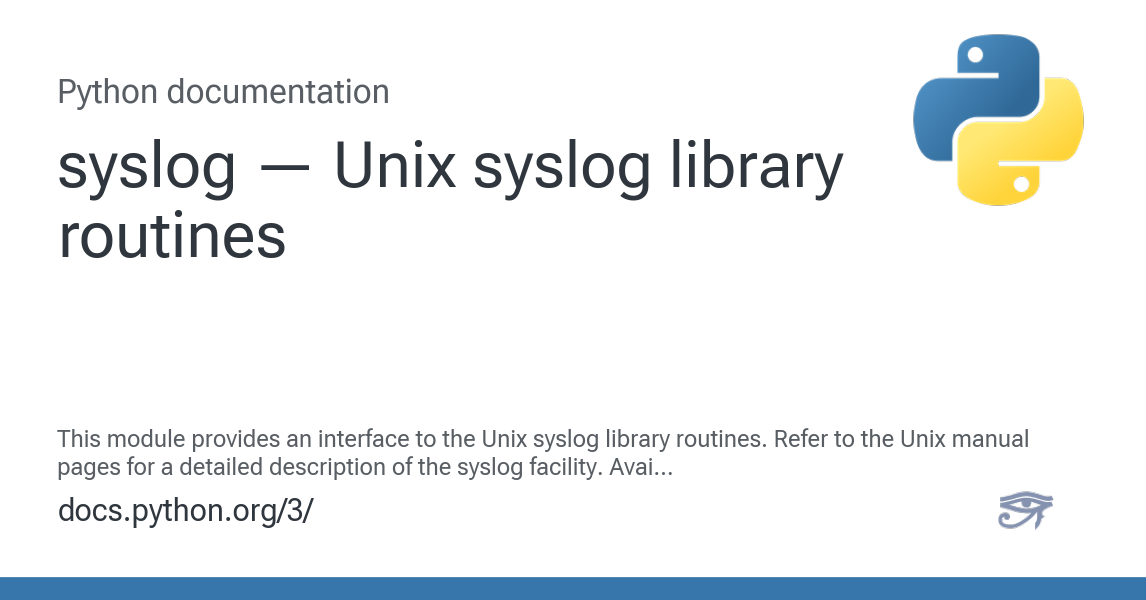 Python documentation
syslog — Unix syslog library
routines
This module provides an interface to the Unix syslog library routines. Refer to the Unix manual
pages for a detailed description of the syslog facility. Avai...
docs.python.org/3/